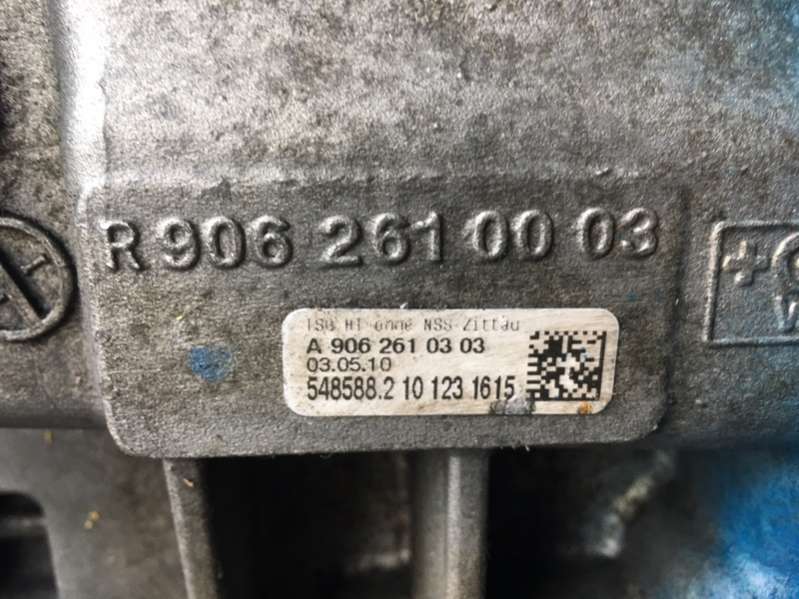 R 906 261 00 03
TSG HT ohne NSS Zittau
A 906 261 03 03
03.05.10
548588.2 10 123 1615